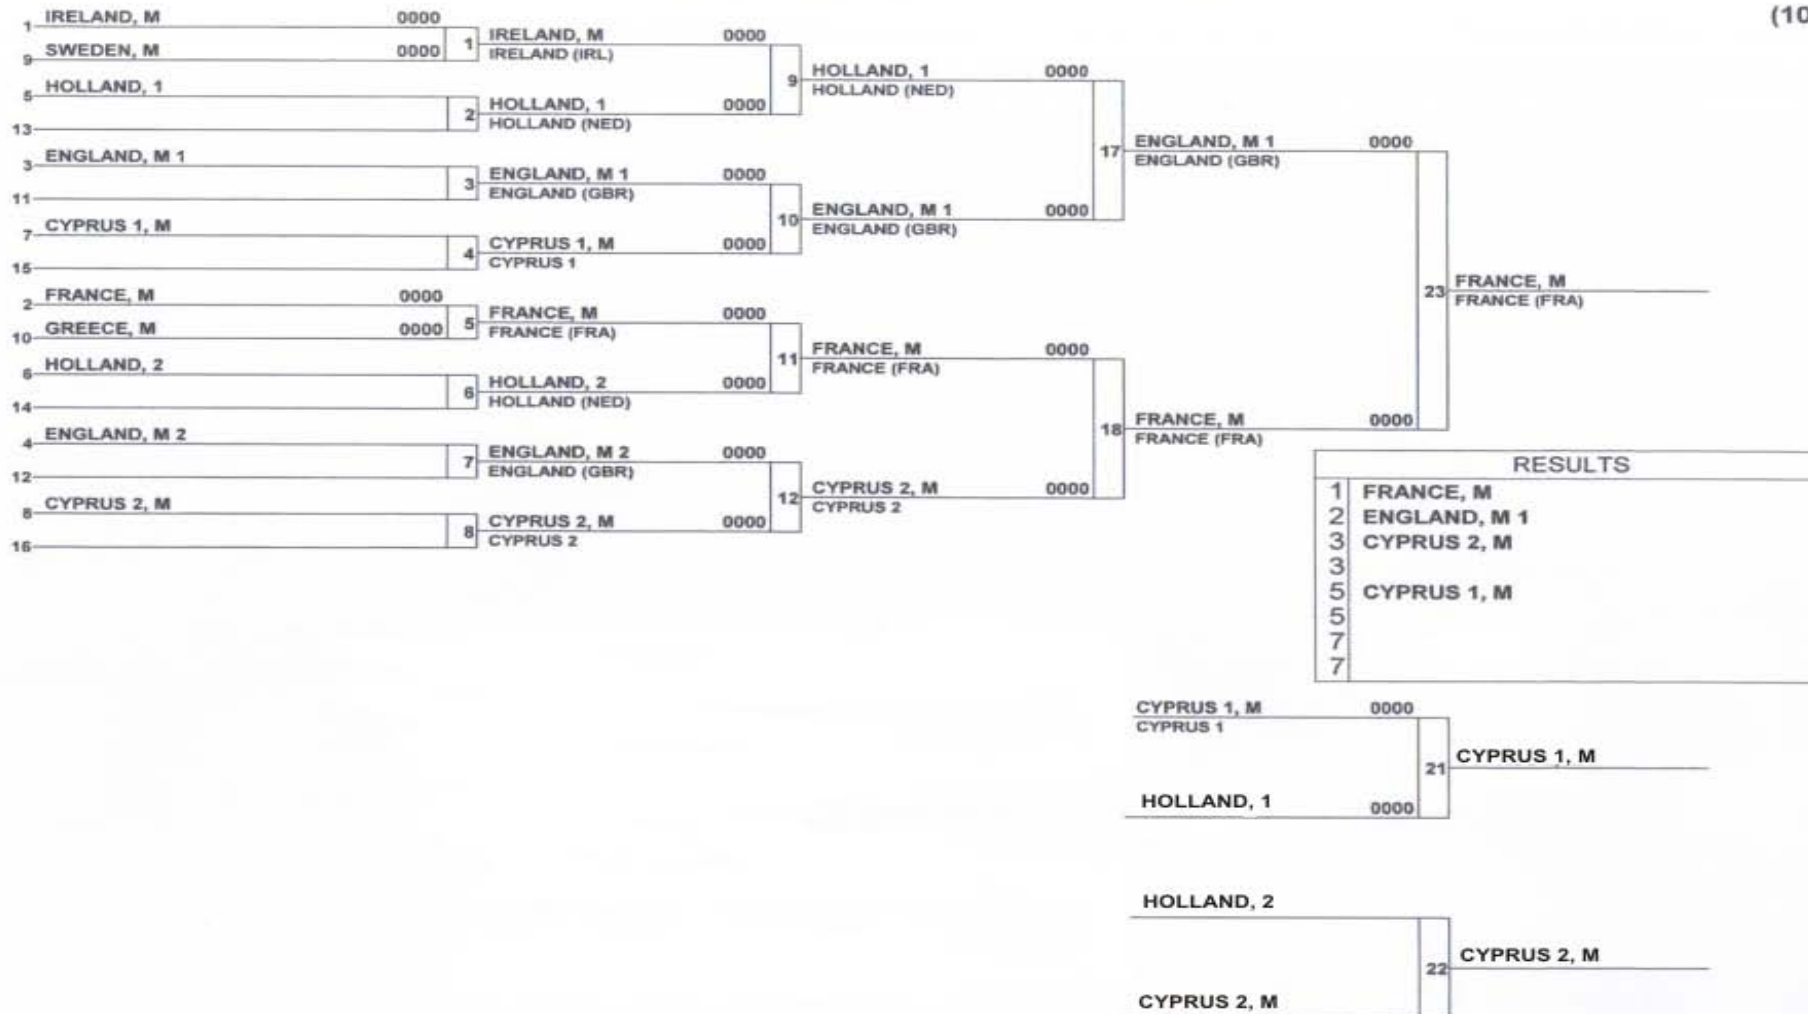 (10
1 IRELAND, M 0000
9 SWEDEN, M 0000
5 HOLLAND, 1
13
3 ENGLAND, M 1
11
7 CYPRUS 1, M
15
2 FRANCE, M 0000
10 GREECE, M 0000
6 HOLLAND, 2
14
4 ENGLAND, M 2
12
8 CYPRUS 2, M
16
1 IRELAND, M 0000
IRELAND (IRL)
2 HOLLAND, 1 0000
HOLLAND (NED)
3 ENGLAND, M 1 0000
ENGLAND (GBR)
4 CYPRUS 1, M 0000
CYPRUS 1
5 FRANCE, M 0000
FRANCE (FRA)
6 HOLLAND, 2 0000
HOLLAND (NED)
7 ENGLAND, M 2 0000
ENGLAND (GBR)
8 CYPRUS 2, M 0000
CYPRUS 2
9 HOLLAND, 1 0000
HOLLAND (NED)
10 ENGLAND, M 1 0000
ENGLAND (GBR)
11 FRANCE, M 0000
FRANCE (FRA)
12 CYPRUS 2, M 0000
CYPRUS 2
17 ENGLAND, M 1 0000
ENGLAND (GBR)
18 FRANCE, M 0000
FRANCE (FRA)
23 FRANCE, M
FRANCE (FRA)
RESULTS
1 FRANCE, M
2 ENGLAND, M 1
3 CYPRUS 2, M
3
5 CYPRUS 1, M
5
7
7
CYPRUS 1, M 0000
CYPRUS 1
21 CYPRUS 1, M
HOLLAND, 1 0000
HOLLAND, 2
22 CYPRUS 2, M
CYPRUS 2, M